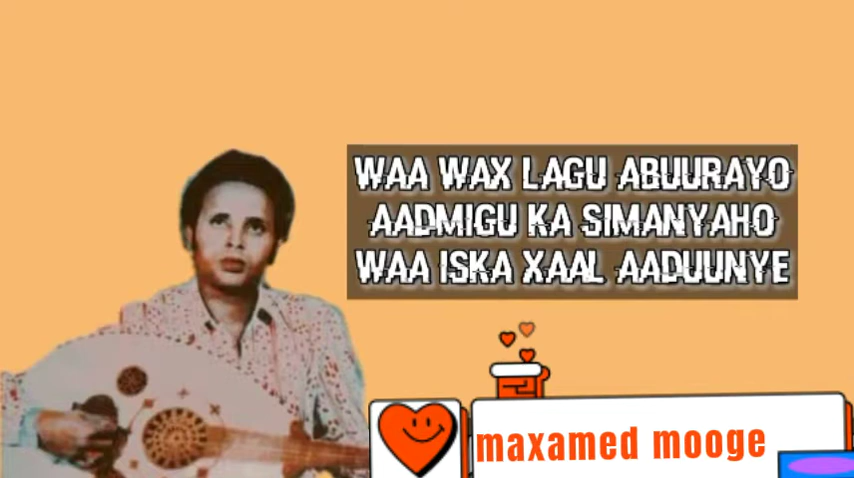 WAA WAX LAGU ABUURAYO
AADMIGU KA SIMANYAHO
WAA ISKA XAAL AADUUNYE
maxamed mooge